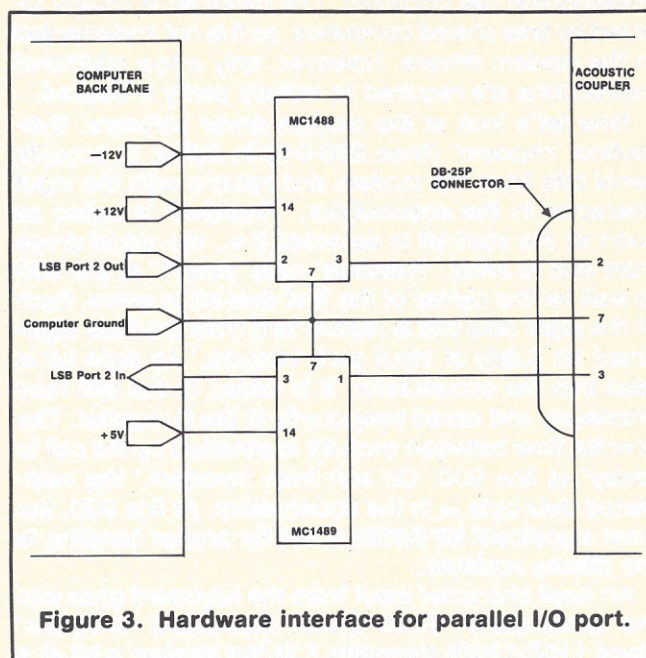 COMPUTER
BACK PLANE
ACOUSTIC
COUPLER
MC1488
DB-25P
CONNECTOR
—12V
1
+12V
14
LSB Port 2 Out
2
3
2
7
Computer Ground
7
7
LSB Port 2 In
3
1
3
+5V
14
MC1489
Figure 3. Hardware interface for parallel I/O port.